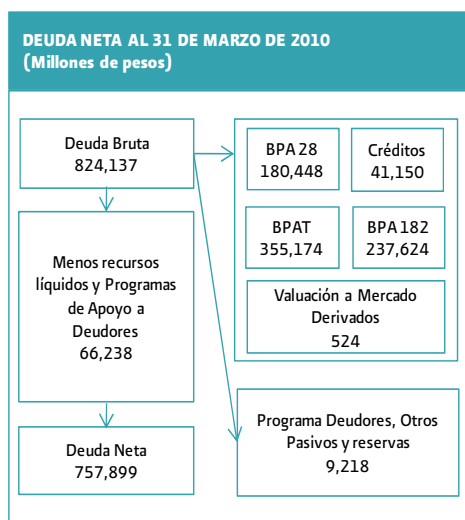 DEUDA NETA AL 31 DE MARZO DE 2010
(Millones de pesos)
Deuda Bruta
824,137
Menos recursos
líquidos y Programas
de Apoyo a
Deudores
66,238
Deuda Neta
757,899
BPA 28
180,448
Créditos
41,150
BPAT
355,174
BPA 182
237,624
Valuación a Mercado
Derivados
524
Programa Deudores, Otros
Pasivos y reservas
9,218